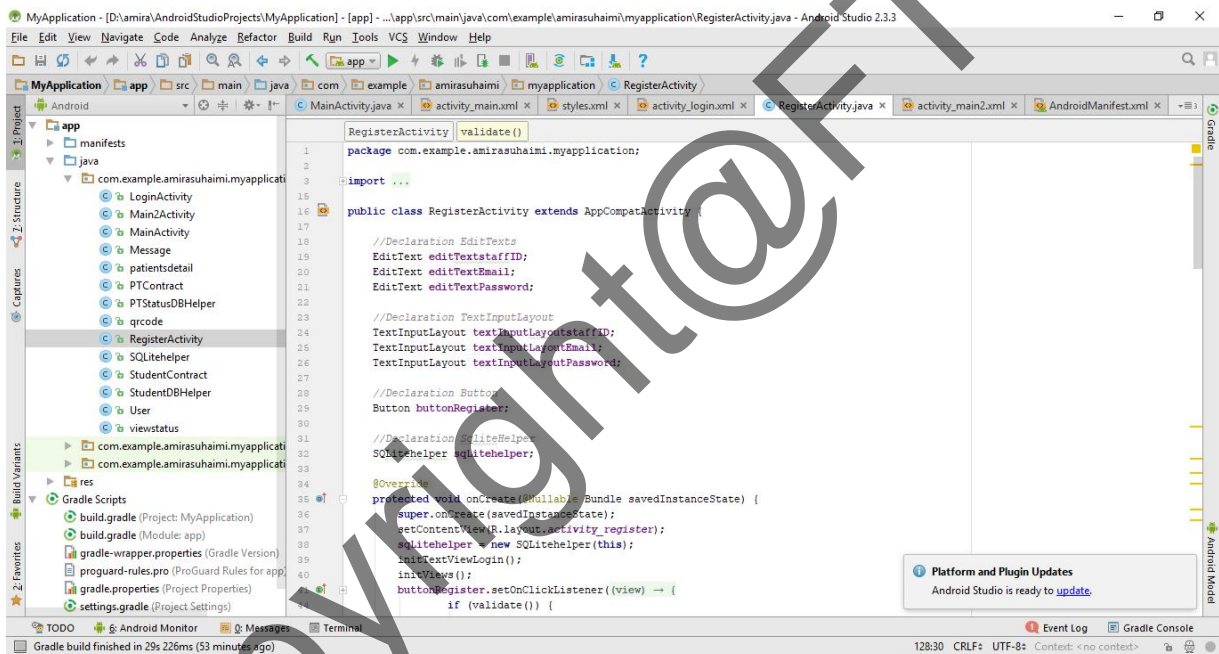 MyApplication - [D:\amira\AndroidStudioProjects\MyApplication] - [app] - ...\app\src\main\java\com\example\amirasuhaimi\myapplication\RegisterActivity.java - Android Studio 2.3.3
File Edit View Navigate Code Analyze Refactor Build Run Tools VCS Window Help
app
MyApplication app src main java com example amirasuhaimi myapplication RegisterActivity
Android
MainActivity.java activity_main.xml styles.xml activity_login.xml RegisterActivity.java activity_main2.xml AndroidManifest.xml
1: Project
7: Structure
Captures
Build Variants
2: Favorites
app
manifests
java
com.example.amirasuhaimi.myapplicati
LoginActivity
Main2Activity
MainActivity
Message
patientsdetail
PTContract
PTStatusDBHelper
qrcode
RegisterActivity
SQLitehelper
StudentContract
StudentDBHelper
User
viewstatus
com.example.amirasuhaimi.myapplicati
com.example.amirasuhaimi.myapplicati
res
Gradle Scripts
build.gradle (Project: MyApplication)
build.gradle (Module: app)
gradle-wrapper.properties (Gradle Version)
proguard-rules.pro (ProGuard Rules for app)
gradle.properties (Project Properties)
settings.gradle (Project Settings)
RegisterActivity validate()
1 package com.example.amirasuhaimi.myapplication;
2
3 import ...
15
16 public class RegisterActivity extends AppCompatActivity {
17
18 //Declaration EditTexts
19 EditText editTextstaffID;
20 EditText editTextEmail;
21 EditText editTextPassword;
22
23 //Declaration TextInputLayout
24 TextInputLayout textInputLayoutstaffID;
25 TextInputLayout textInputLayoutEmail;
26 TextInputLayout textInputLayoutPassword;
27
28 //Declaration Button
29 Button buttonRegister;
30
31 //Declaration SqliteHelper
32 SQLitehelper sqlitehelper;
33
34 @Override
35 protected void onCreate(@Nullable Bundle savedInstanceState) {
36 super.onCreate(savedInstanceState);
37 setContentView(R.layout.activity_register);
38 sqlitehelper = new SQLitehelper(this);
39 initTextViewLogin();
40 initViews();
41 buttonRegister.setOnClickListener((view) → {
if (validate()) {
Gradle
Android Model
Platform and Plugin Updates
Android Studio is ready to update.
TODO 6: Android Monitor 0: Messages Terminal Event Log Gradle Console
Gradle build finished in 29s 226ms (53 minutes ago) 128:30 CRLF UTF-8 Context: <no context>
opyright@FT